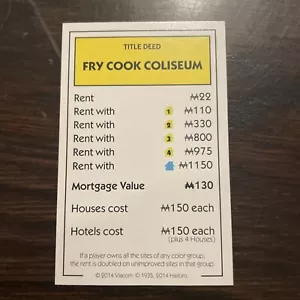 TITLE DEED
FRY COOK COLISEUM
Rent ₩22
Rent with 1 ₩110
Rent with 2 ₩330
Rent with 3 ₩800
Rent with 4 ₩975
Rent with ₩1150
Mortgage Value ₩130
Houses cost ₩150 each
Hotels cost ₩150 each
(plus 4 Houses)
If a player owns all the sites of any color group,
the rent is doubled on unimproved sites in that group.
© 2014 Viacom © 1935, 2014 Hasbro.